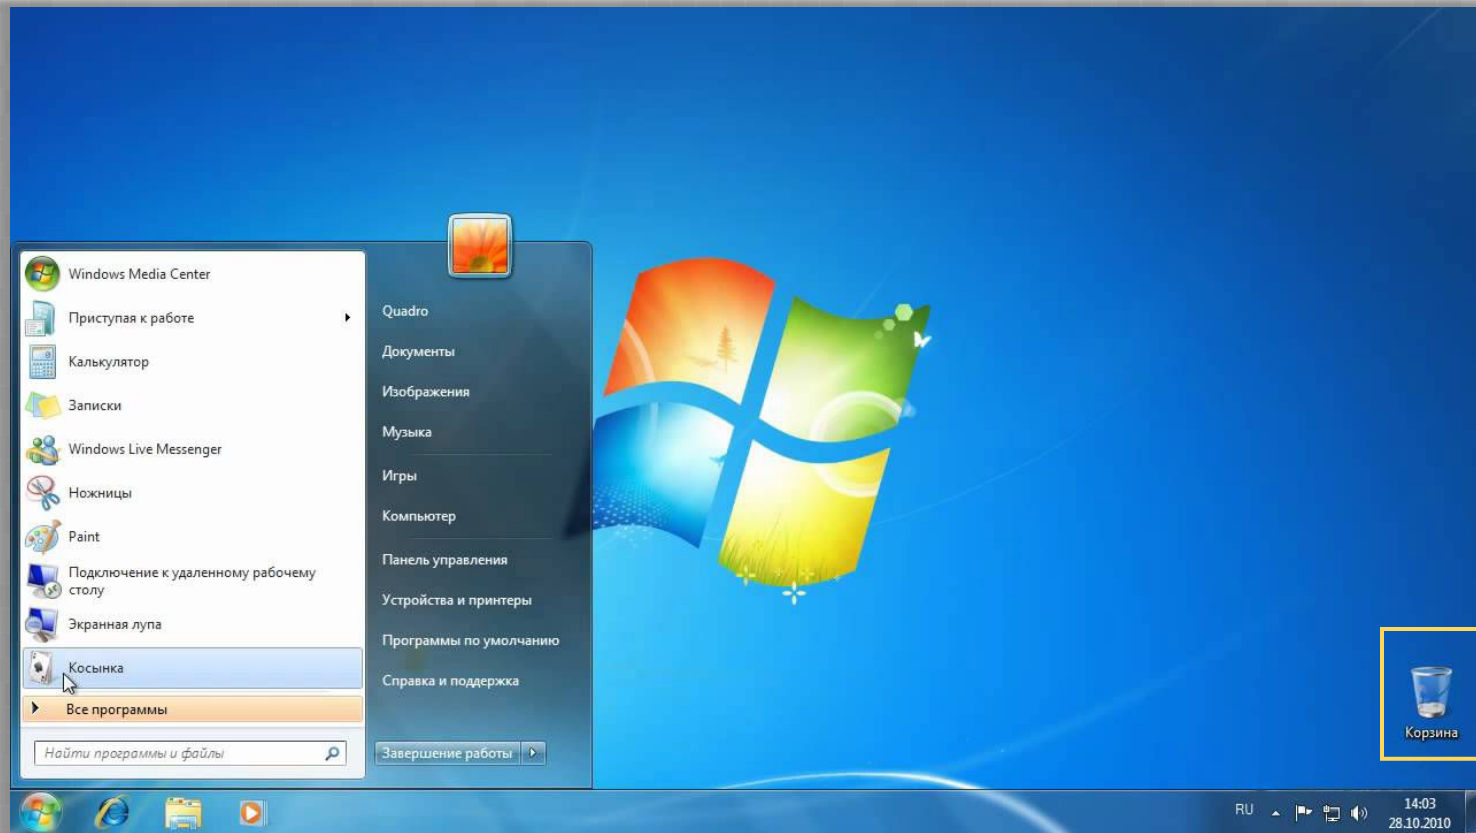 Windows Media Center
Приступая к работе
Калькулятор
Записки
Windows Live Messenger
Ножницы
Paint
Подключение к удаленному рабочему
столу
Экранная лупа
Косынка
Все программы
Найти программы и файлы
Quadro
Документы
Изображения
Музыка
Игры
Компьютер
Панель управления
Устройства и принтеры
Программы по умолчанию
Справка и поддержка
Завершение работы
Корзина
RU
14:03
28.10.2010